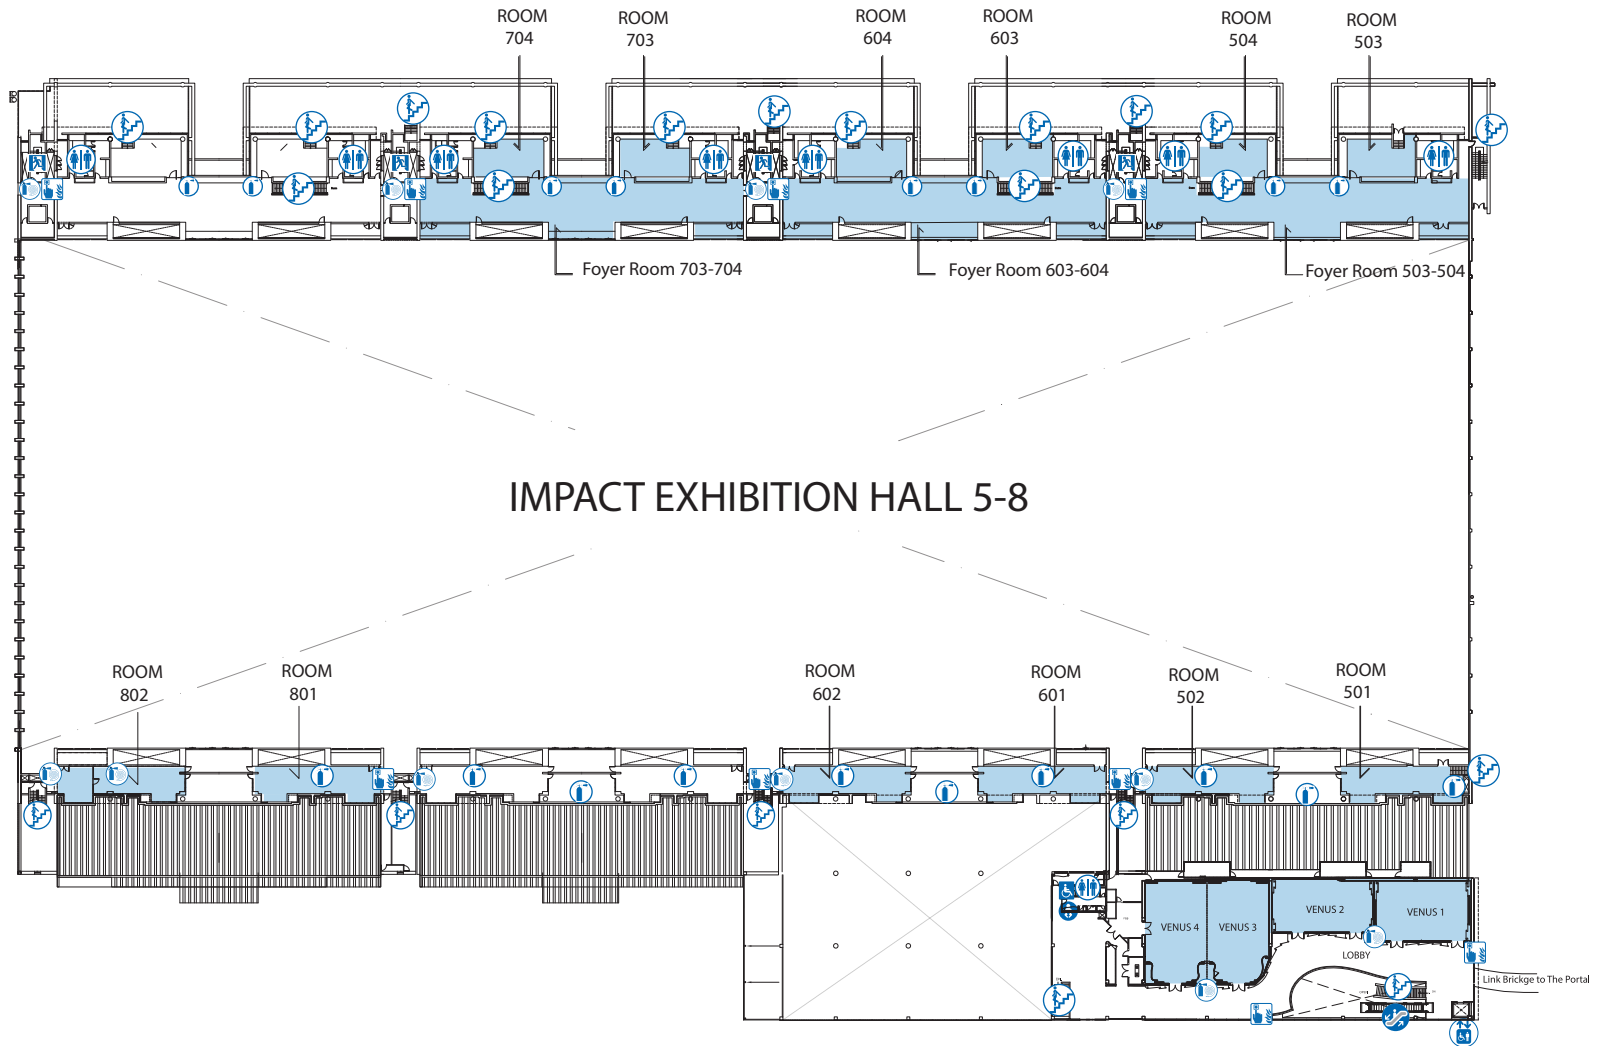 ROOM
704
ROOM
703
ROOM
604
ROOM
603
ROOM
504
ROOM
503
Foyer Room 703-704
Foyer Room 603-604
Foyer Room 503-504
IMPACT EXHIBITION HALL 5-8
ROOM
802
ROOM
801
ROOM
602
ROOM
601
ROOM
502
ROOM
501
VENUS 4
VENUS 3
VENUS 2
VENUS 1
LOBBY
Link Brickge to The Portal